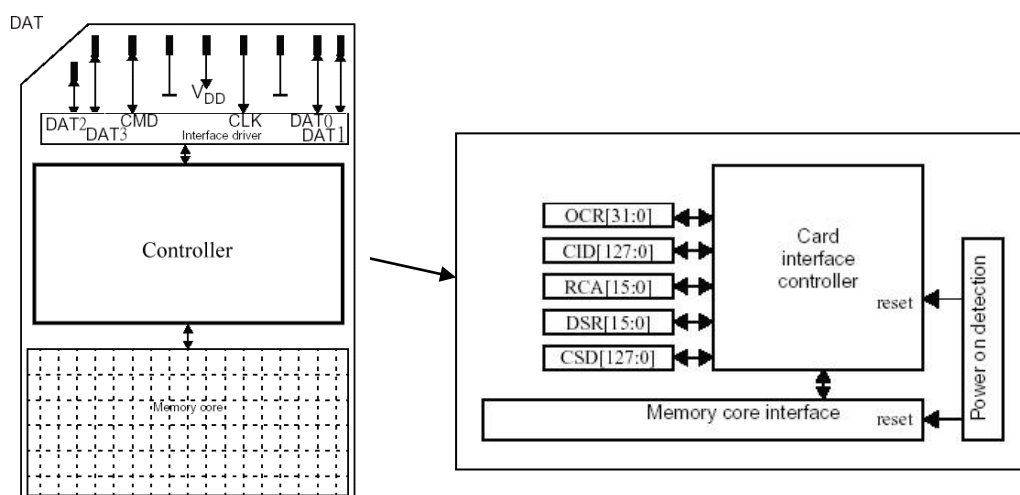 DAT
V DD
DAT2
DAT3
CMD
CLK
DAT0
DAT1
Interface driver
Controller
Memory core
OCR[31:0]
CID[127:0]
RCA[15:0]
DSR[15:0]
CSD[127:0]
Card
interface
controller
reset
Memory core interface
reset
Power on detection